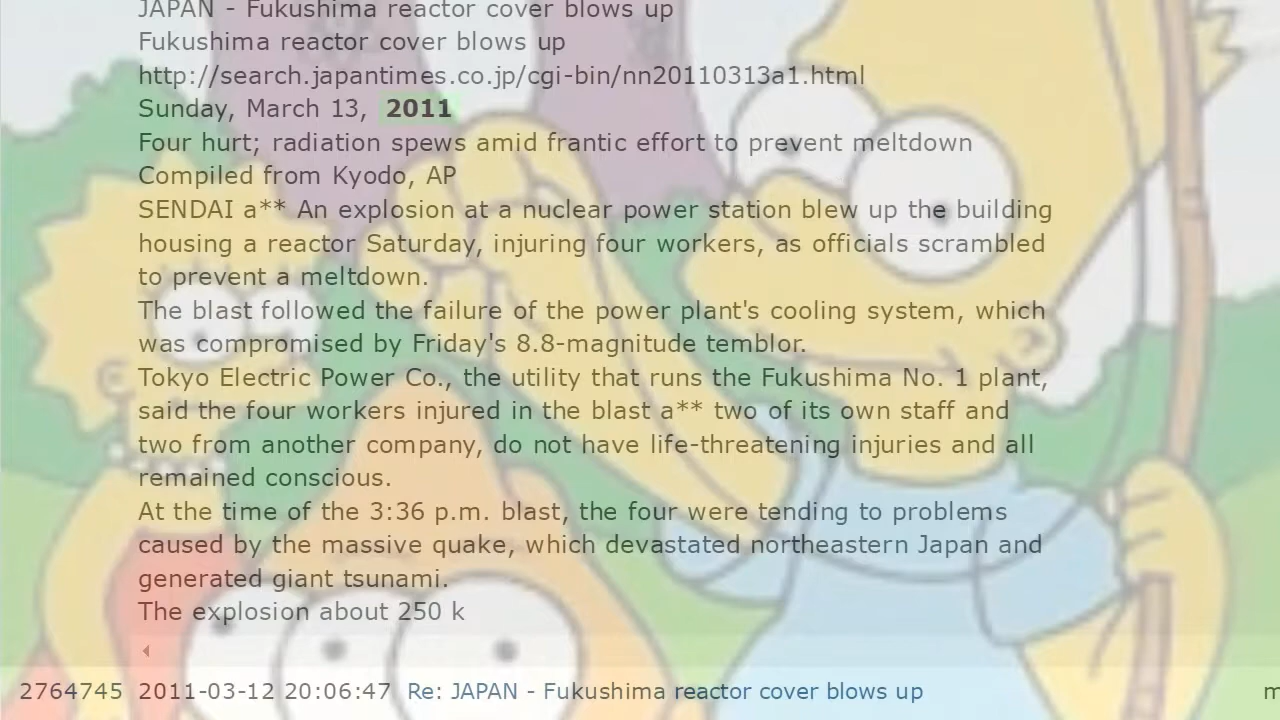 JAPAN - Fukushima reactor cover blows up
Fukushima reactor cover blows up
http://search.japantimes.co.jp/cgi-bin/nn20110313a1.html
Sunday, March 13, 2011
Four hurt; radiation spews amid frantic effort to prevent meltdown
Compiled from Kyodo, AP
SENDAI a** An explosion at a nuclear power station blew up the building
housing a reactor Saturday, injuring four workers, as officials scrambled
to prevent a meltdown.
The blast followed the failure of the power plant's cooling system, which
was compromised by Friday's 8.8-magnitude temblor.
Tokyo Electric Power Co., the utility that runs the Fukushima No. 1 plant,
said the four workers injured in the blast a** two of its own staff and
two from another company, do not have life-threatening injuries and all
remained conscious.
At the time of the 3:36 p.m. blast, the four were tending to problems
caused by the massive quake, which devastated northeastern Japan and
generated giant tsunami.
The explosion about 250 k
2764745 2011-03-12 20:06:47 Re: JAPAN - Fukushima reactor cover blows up